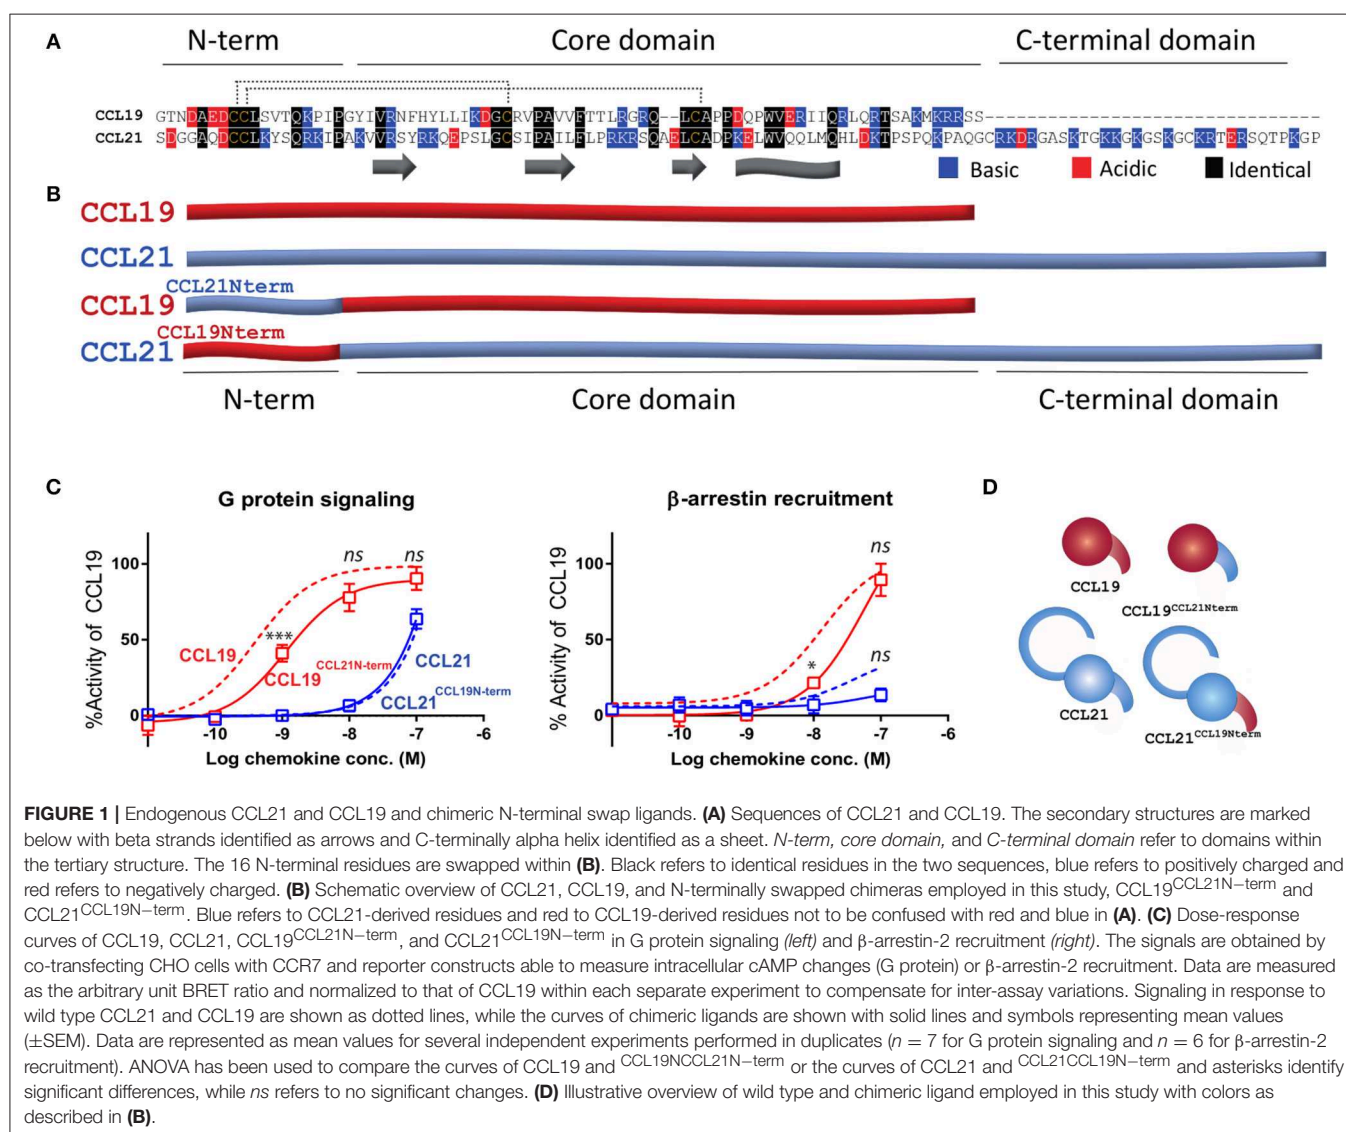 A
N-term
Core domain
C-terminal domain
CCL19 GTNDAEDCCLSVTQKPIPGYIVRNFHYLLIKDGCRVPAVVFTTLRGRQ--LCAPPDQPWVERIIQRLQRTSAKMKRRSS-------------------------------------
CCL21 SDGGAQDCCLKYSQRKIPAKVVRSYRKQEPSLGCSIPAILFLPRKRSQAELCADPKELWVQQLMQHLDKTPSPQKPAQGCRKDRGASKTGKKGKGSKGCKRTERSQTPKGP
Basic
Acidic
Identical
B
CCL19
CCL21
CCL21Nterm
CCL19
CCL19Nterm
CCL21
N-term
Core domain
C-terminal domain
C
G protein signaling
%Activity of CCL19
100
50
0
ns
ns
***
CCL19
CCL19CCL21N-term
CCL21
CCL21CCL19N-term
-10
-9
-8
-7
-6
Log chemokine conc. (M)
β-arrestin recruitment
% Activity of CCL19
100
50
0
ns
*
ns
-10
-9
-8
-7
-6
Log chemokine conc. (M)
D
CCL19
CCL19CCL21Nterm
CCL21
CCL21CCL19Nterm
FIGURE 1 | Endogenous CCL21 and CCL19 and chimeric N-terminal swap ligands. (A) Sequences of CCL21 and CCL19. The secondary structures are marked
below with beta strands identified as arrows and C-terminally alpha helix identified as a sheet. N-term, core domain, and C-terminal domain refer to domains within
the tertiary structure. The 16 N-terminal residues are swapped within (B). Black refers to identical residues in the two sequences, blue refers to positively charged and
red refers to negatively charged. (B) Schematic overview of CCL21, CCL19, and N-terminally swapped chimeras employed in this study, CCL19CCL21N−term and
CCL21CCL19N−term. Blue refers to CCL21-derived residues and red to CCL19-derived residues not to be confused with red and blue in (A). (C) Dose-response
curves of CCL19, CCL21, CCL19CCL21N−term, and CCL21CCL19N−term in G protein signaling (left) and β-arrestin-2 recruitment (right). The signals are obtained by
co-transfecting CHO cells with CCR7 and reporter constructs able to measure intracellular cAMP changes (G protein) or β-arrestin-2 recruitment. Data are measured
as the arbitrary unit BRET ratio and normalized to that of CCL19 within each separate experiment to compensate for inter-assay variations. Signaling in response to
wild type CCL21 and CCL19 are shown as dotted lines, while the curves of chimeric ligands are shown with solid lines and symbols representing mean values
(±SEM). Data are represented as mean values for several independent experiments performed in duplicates (n = 7 for G protein signaling and n = 6 for β-arrestin-2
recruitment). ANOVA has been used to compare the curves of CCL19 and CCL19NCCL21N−term or the curves of CCL21 and CCL21CCL19N−term and asterisks identify
significant differences, while ns refers to no significant changes. (D) Illustrative overview of wild type and chimeric ligand employed in this study with colors as
described in (B).